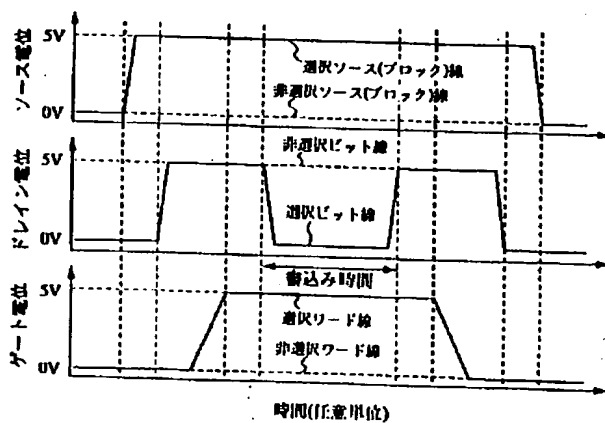 ソース電位
5V
0V
選択ソース(ブロック)線
非選択ソース(ブロック)線
ドレイン電位
5V
0V
非選択ビット線
選択ビット線
書込み時間
ゲート電位
5V
0V
選択ワード線
非選択ワード線
時間(任意単位)